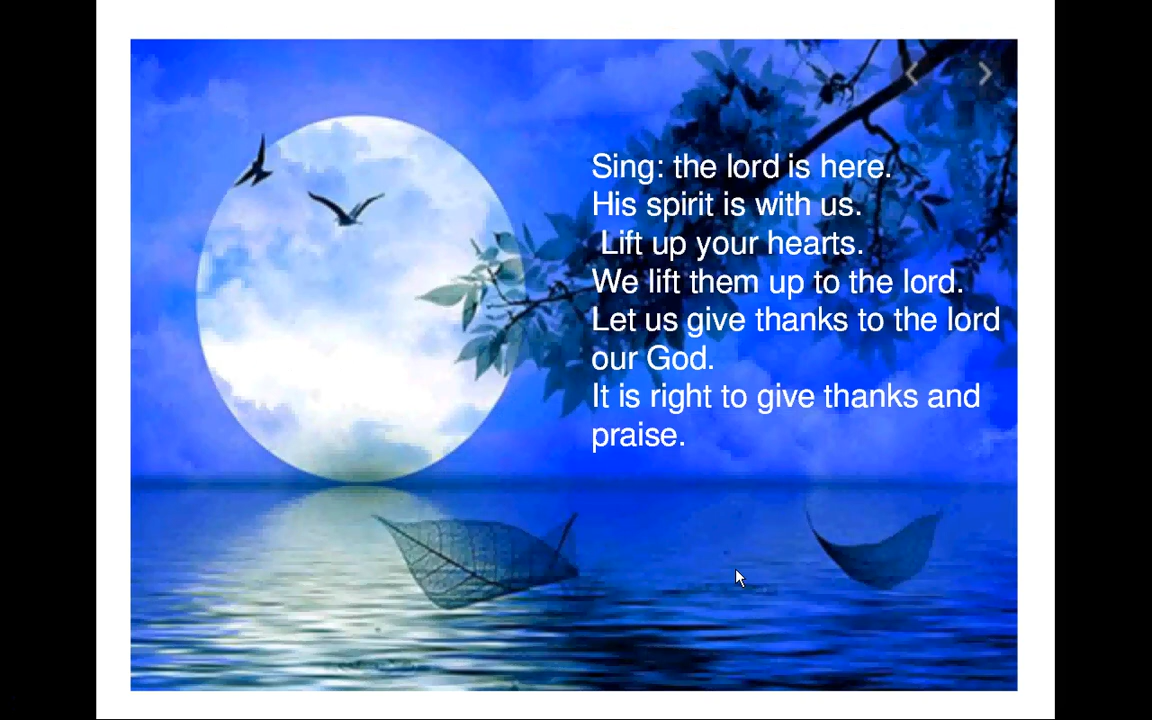 Sing: the lord is here.
His spirit is with us.
Lift up your hearts.
We lift them up to the lord.
Let us give thanks to the lord
our God.
It is right to give thanks and
praise.